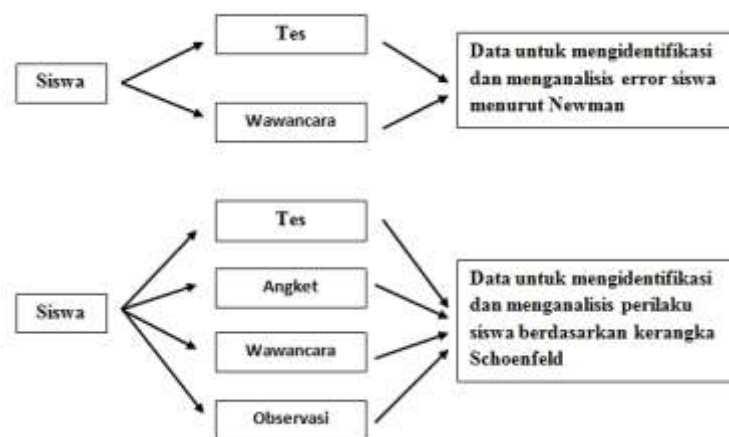 Siswa
Tes
Wawancara
Data untuk mengidentifikasi
dan menganalisis error siswa
menurut Newman
Siswa
Tes
Angket
Wawancara
Observasi
Data untuk mengidentifikasi
dan menganalisis perilaku
siswa berdasarkan kerangka
Schoenfeld